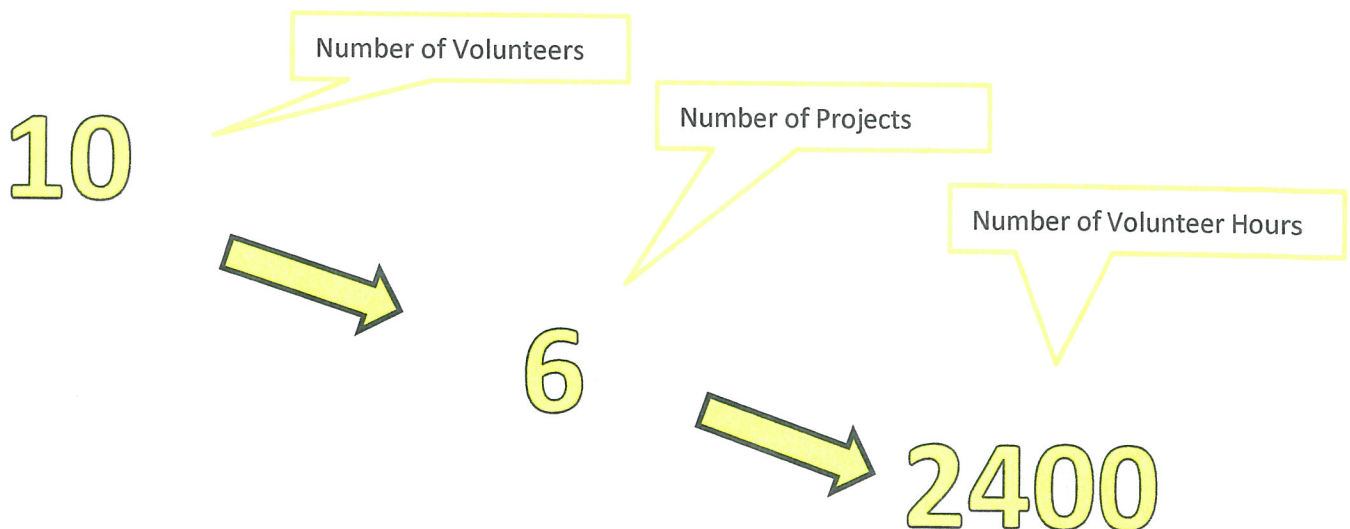 Number of Volunteers
10
Number of Projects
6
Number of Volunteer Hours
2400